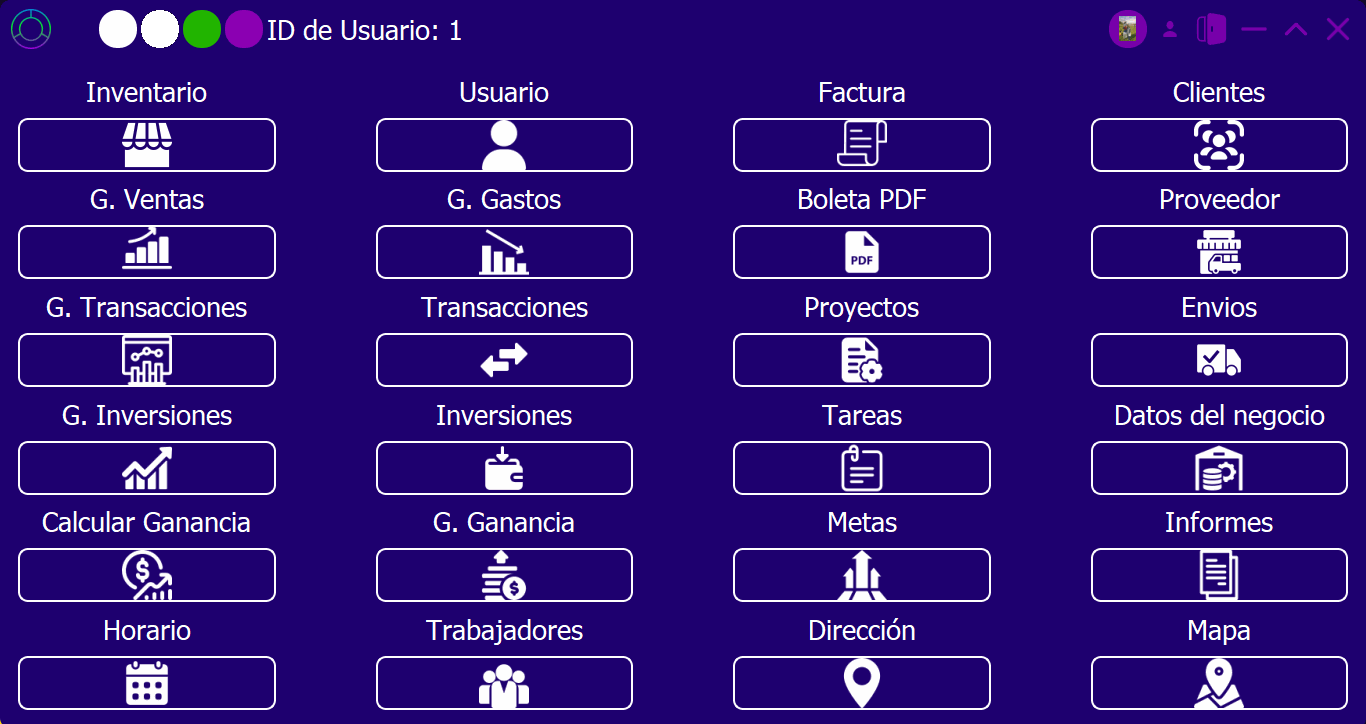 ID de Usuario: 1
Inventario
Usuario
Factura
Clientes
G. Ventas
G. Gastos
Boleta PDF
Proveedor
PDF
G. Transacciones
Transacciones
Proyectos
Envios
G. Inversiones
Inversiones
Tareas
Datos del negocio
Calcular Ganancia
G. Ganancia
Metas
Informes
Horario
Trabajadores
Dirección
Mapa